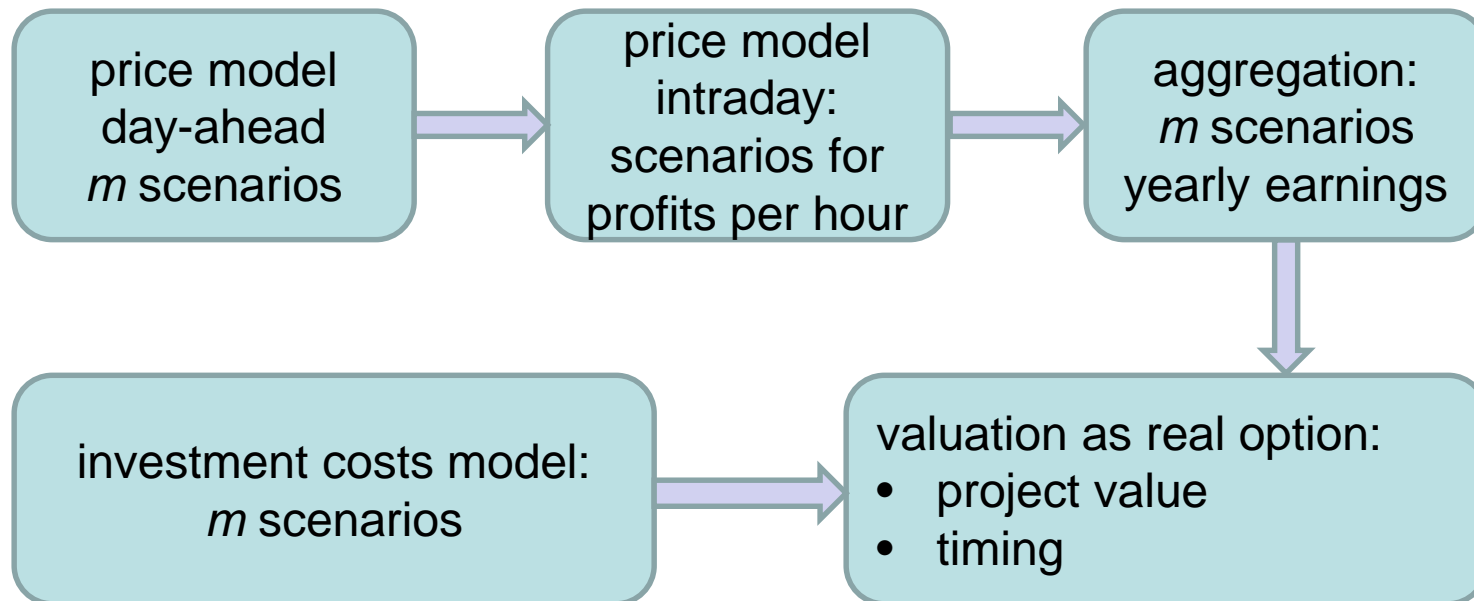 price model
day-ahead
m scenarios
price model
intraday:
scenarios for
profits per hour
aggregation:
m scenarios
yearly earnings
investment costs model:
m scenarios
valuation as real option:
• project value
• timing